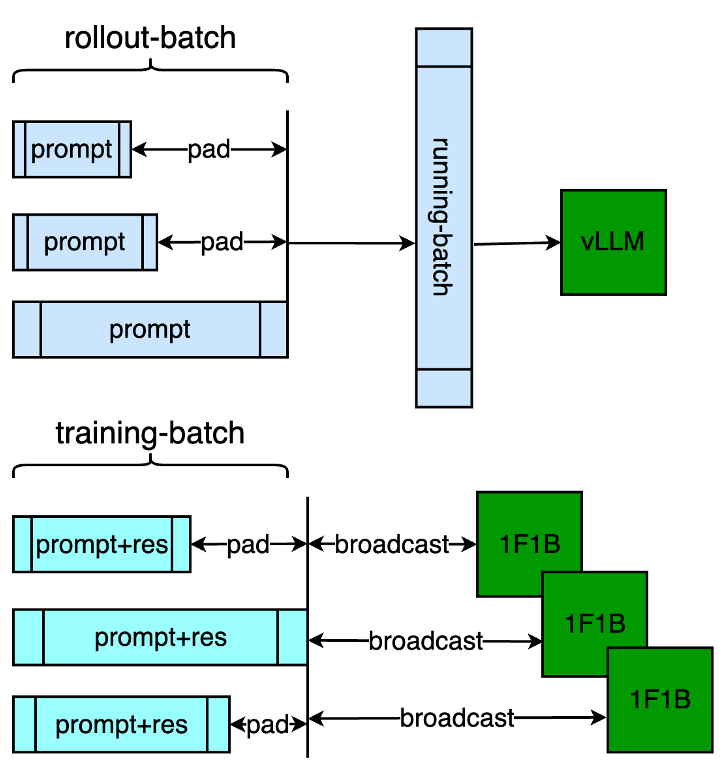 rollout-batch
prompt
pad
prompt
pad
prompt
running-batch
vLLM
training-batch
prompt+res
pad
broadcast
1F1B
prompt+res
broadcast
1F1B
prompt+res
pad
broadcast
1F1B